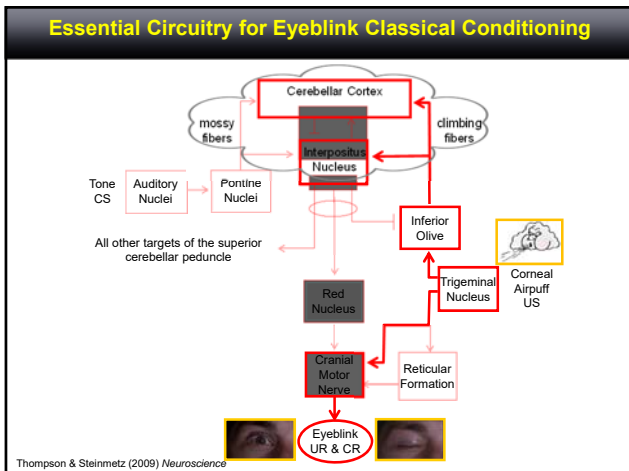 Essential Circuitry for Eyeblink Classical Conditioning
Cerebellar Cortex
mossy
fibers
climbing
fibers
Interpositus
Nucleus
Tone
CS
Auditory
Nuclei
Pontine
Nuclei
Inferior
Olive
All other targets of the superior
cerebellar peduncle
Trigeminal
Nucleus
Corneal
Airpuff
US
Red
Nucleus
Cranial
Motor
Nerve
Reticular
Formation
Eyeblink
UR & CR
Thompson & Steinmetz (2009) Neuroscience